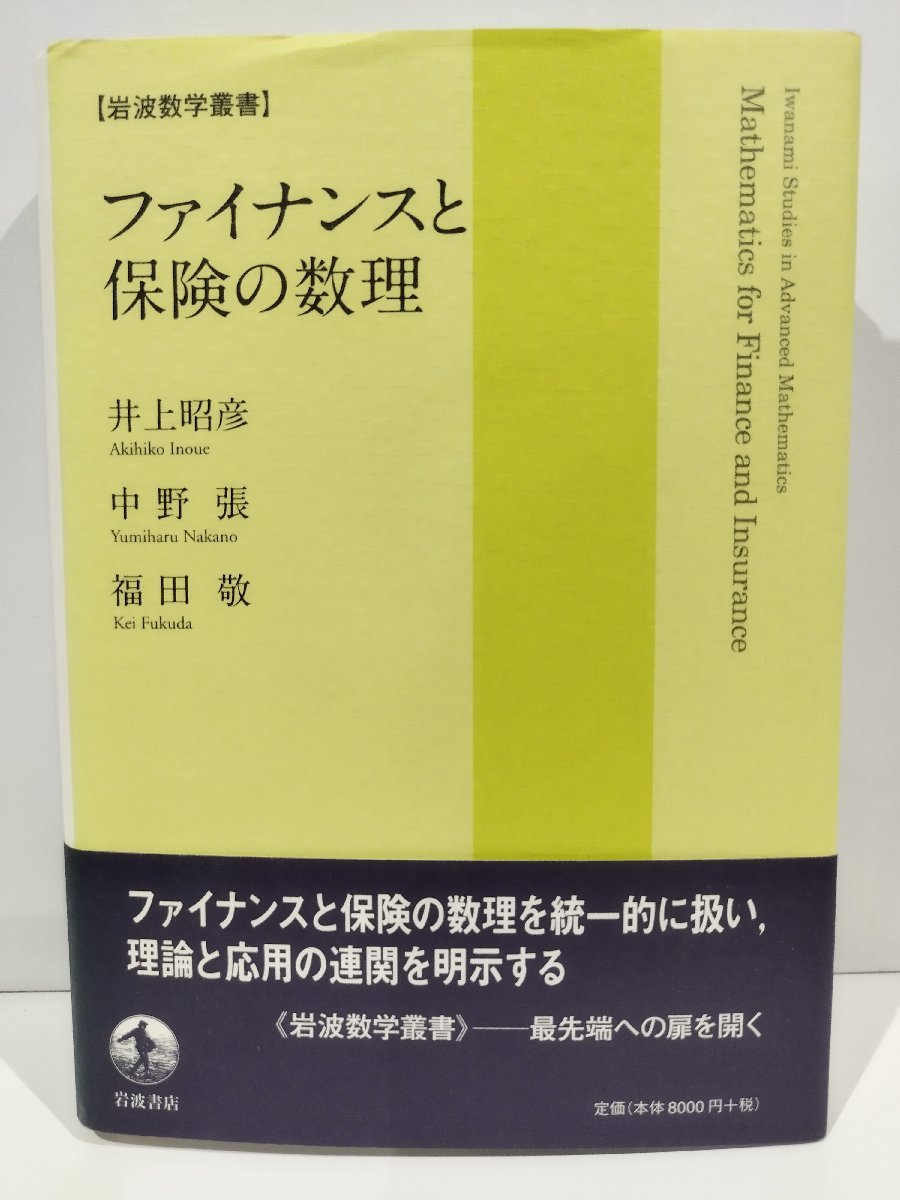 【岩波数学叢書】
ファイナンスと
保険の数理
井上昭彦
Akihiko Inoue
中野 張
Yumiharu Nakano
福田 敬
Kei Fukuda
Iwanami Studies in Advanced Mathematics
Mathematics for Finance and Insurance
ファイナンスと保険の数理を統一的に扱い,
理論と応用の連関を明示する
《岩波数学叢書》──最先端への扉を開く
岩波書店
定価(本体8000円+税)